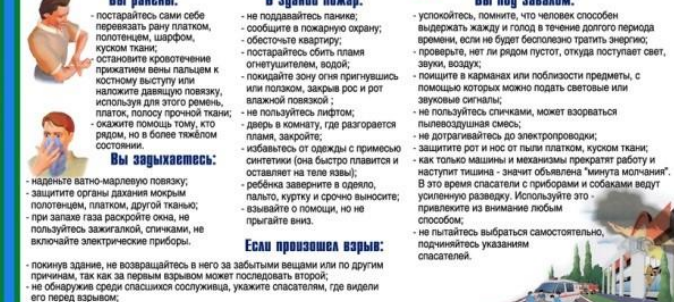 Вы ранены:
- постарайтесь сами себе
перевязать рану платком,
полотенцем, шарфом,
куском ткани;
- остановите кровотечение
прижатием вены пальцем к
костному выступу или
наложите давящую повязку,
используя для этого ремень,
платок, полосу прочной ткани;
- окажите помощь тому, кто
рядом, но в более тяжёлом
состоянии.
Вы задыхаетесь:
- наденьте ватно-марлевую повязку;
- защитите органы дахания мокрым
полотенцем, платком, другой тканью;
- при запахе газа раскройте окна, не
пользуйтесь зажигалкой, спичками, не
включайте электрические приборы.
В здании пожар:
- не поддавайтесь панике;
- сообщите в пожарную охрану;
- обесточьте квартиру;
- постарайтесь сбить пламя
огнетушителем, водой;
- покидайте зону огня пригнувшись
или ползком, закрыв рос и рот
влажной повязкой ;
- не пользуйтесь лифтом;
- дверь в комнату, где разгорается
пламя, закройте;
- избавьтесь от одежды с примесью
синтетики (она быстро плавится и
оставляет на теле язвы);
- ребёнка заверните в одеяло,
пальто, куртку и срочно выносите;
- взывайте о помощи, но не
прыгайте вниз.
Вы под завалом:
- успокойтесь, помните, что человек способен
выдержать жажду и голод в течение долгого периода
времени, если не будет бесполезно тратить энергию;
- проверьте, нет ли рядом пустот, откуда поступает свет,
звуки, воздух;
- поищите в карманах или поблизости предметы, с
помощью которых можно подать световые или
звуковые сигналы;
- не пользуйтесь спичками, может взорваться
пылевоздушная смесь;
- не дотрагивайтесь до электропроводки;
- защитите рот и нос от пыли платком, куском ткани;
- как только машины и механизмы прекратят работу и
наступит тишина - значит объявлена "минута молчания".
В это время спасатели с приборами и собаками ведут
усиленную разведку. Используйте это -
привлеките из внимание любым
способом;
- не пытайтесь выбраться самостоятельно,
подчиняйтесь указаниям
спасателей.
Если произошел взрыв:
- покинув здание, не возвращайтесь в него за забытыми вещами или по другим
причинам, так как за первым взрывом может последовать второй;
- не обнаружив среди спасшихся сослуживца, укажите спасателям, где видели
его перед взрывом;